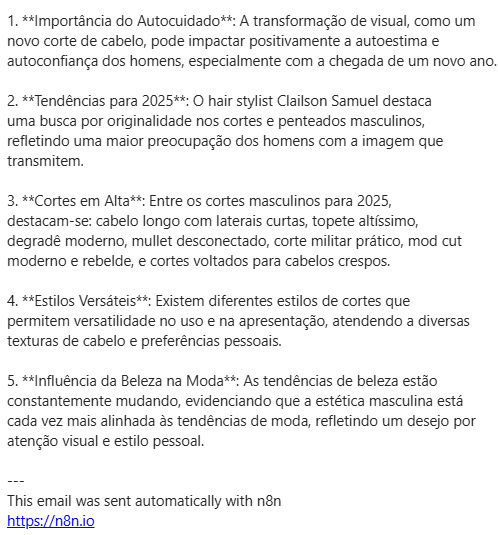 1. **Importância do Autocuidado**: A transformação de visual, como um
novo corte de cabelo, pode impactar positivamente a autoestima e
autoconfiança dos homens, especialmente com a chegada de um novo ano.
2. **Tendências para 2025**: O hair stylist Clailson Samuel destaca
uma busca por originalidade nos cortes e penteados masculinos,
refletindo uma maior preocupação dos homens com a imagem que
transmitem.
3. **Cortes em Alta**: Entre os cortes masculinos para 2025,
destacam-se: cabelo longo com laterais curtas, topete altíssimo,
degradê moderno, mullet desconectado, corte militar prático, mod cut
moderno e rebelde, e cortes voltados para cabelos crespos.
4. **Estilos Versáteis**: Existem diferentes estilos de cortes que
permitem versatilidade no uso e na apresentação, atendendo a diversas
texturas de cabelo e preferências pessoais.
5. **Influência da Beleza na Moda**: As tendências de beleza estão
constantemente mudando, evidenciando que a estética masculina está
cada vez mais alinhada às tendências de moda, refletindo um desejo por
atenção visual e estilo pessoal.
---
This email was sent automatically with n8n
https://n8n.io